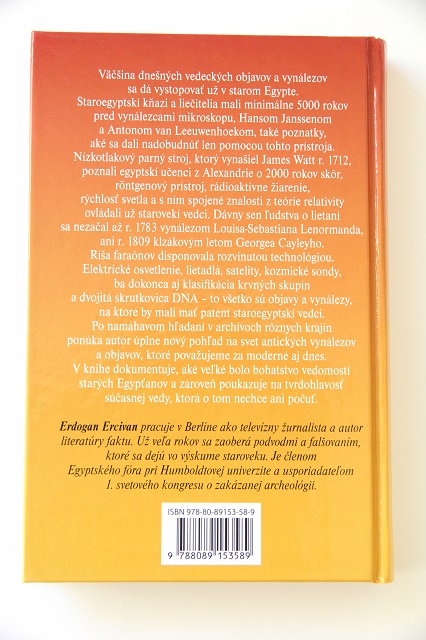 Väčšina dnešných vedeckých objavov a vynálezov
sa dá vystopovať už v starom Egypte.
Staroegyptskí kňazi a liečitelia mali minimálne 5000 rokov
pred vynálezcami mikroskopu, Hansom Janssenom
a Antonom van Leeuwenhoekom, také poznatky,
aké sa dali nadobudnúť len pomocou tohto prístroja.
Nízkotlakový parný stroj, ktorý vynašiel James Watt r. 1712,
poznali egyptskí učenci z Alexandrie o 2000 rokov skôr,
röntgenový prístroj, rádioaktívne žiarenie,
rýchlosť svetla a s ním spojené znalosti z teórie relativity
ovládali už starovekí vedci. Dávny sen ľudstva o lietaní
sa nezačal až r. 1783 vynálezom Louisa-Sebastiana Lenormanda,
ani r. 1809 klzákovým letom Georgea Cayleyho.
Ríša faraónov disponovala rozvinutou technológiou.
Elektrické osvetlenie, lietadlá, satelity, kozmické sondy,
ba dokonca aj klasifikácia krvných skupín
a dvojitá skrutkovica DNA – to všetko sú objavy a vynálezy,
na ktoré by mali mať patent staroegyptskí vedci.
Po namáhavom hľadaní v archívoch rôznych krajín
ponúka autor úplne nový pohľad na svet antických vynálezov
a objavov, ktoré považujeme za moderné aj dnes.
V knihe dokumentuje, aké veľké bolo bohatstvo vedomostí
starých Egypťanov a zároveň poukazuje na tvrdohlavosť
súčasnej vedy, ktorá o tom nechce ani počuť.
Erdogan Ercivan pracuje v Berlíne ako televízny žurnalista a autor
literatúry faktu. Už veľa rokov sa zaoberá podvodmi a falšovaním,
ktoré sa dejú vo výskume staroveku. Je členom
Egyptského fóra pri Humboldtovej univerzite a usporiadateľom
1. svetového kongresu o zakázanej archeológii.
ISBN 978-80-89153-58-9
9 788089 153589